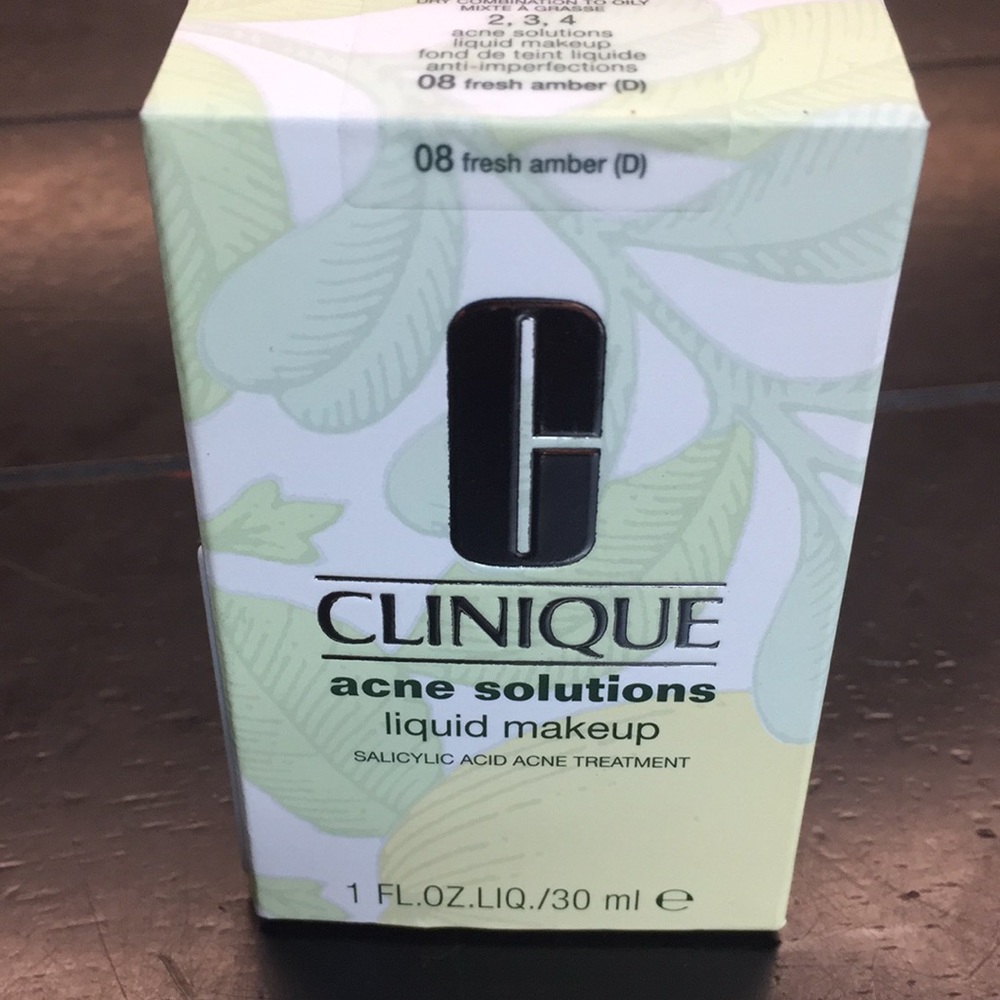 DRY COMBINATION TO OILY
MIXTE À GRASSE
2, 3, 4
acne solutions
liquid makeup
fond de teint liquide
anti-imperfections
08 fresh amber (D)
08 fresh amber (D)
CLINIQUE
acne solutions
liquid makeup
SALICYLIC ACID ACNE TREATMENT
1 FL.OZ.LIQ./30 ml ℮